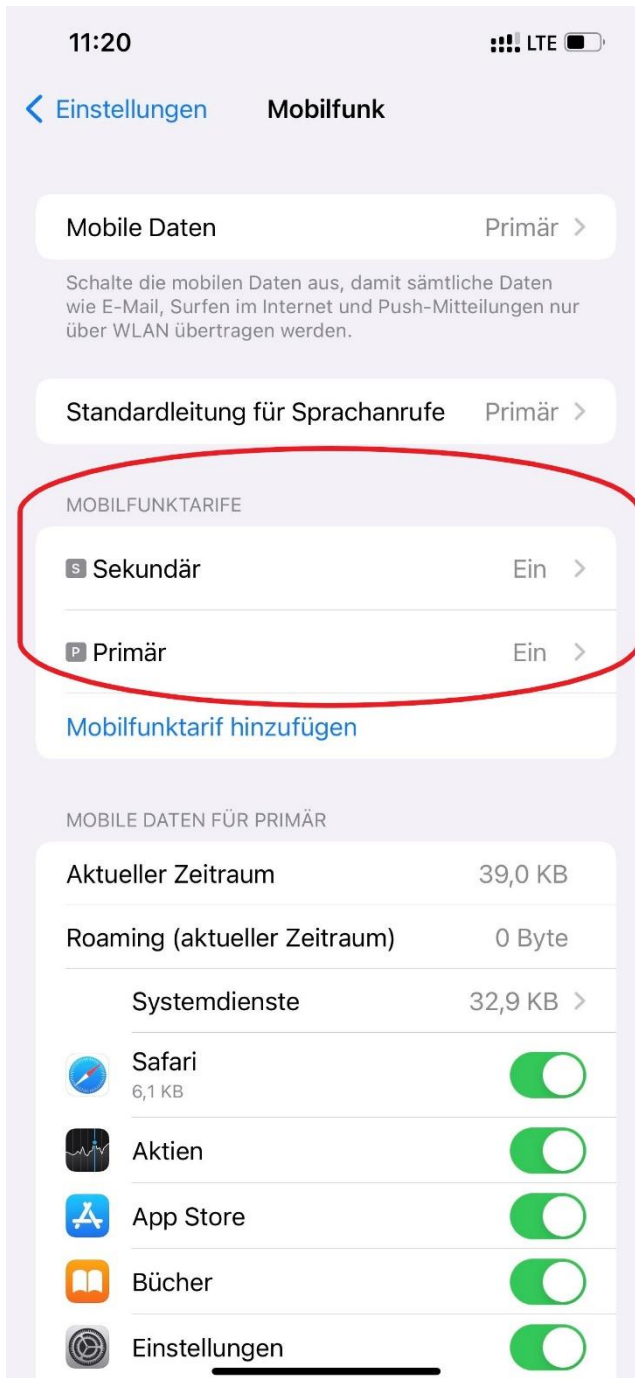 11:20 LTE
Einstellungen Mobilfunk
Mobile Daten Primär
Schalte die mobilen Daten aus, damit sämtliche Daten
wie E-Mail, Surfen im Internet und Push-Mitteilungen nur
über WLAN übertragen werden.
Standardleitung für Sprachanrufe Primär
MOBILFUNKTARIFE
S Sekundär Ein
P Primär Ein
Mobilfunktarif hinzufügen
MOBILE DATEN FÜR PRIMÄR
Aktueller Zeitraum 39,0 KB
Roaming (aktueller Zeitraum) 0 Byte
Systemdienste 32,9 KB
Safari
6,1 KB
Aktien
App Store
Bücher
Einstellungen